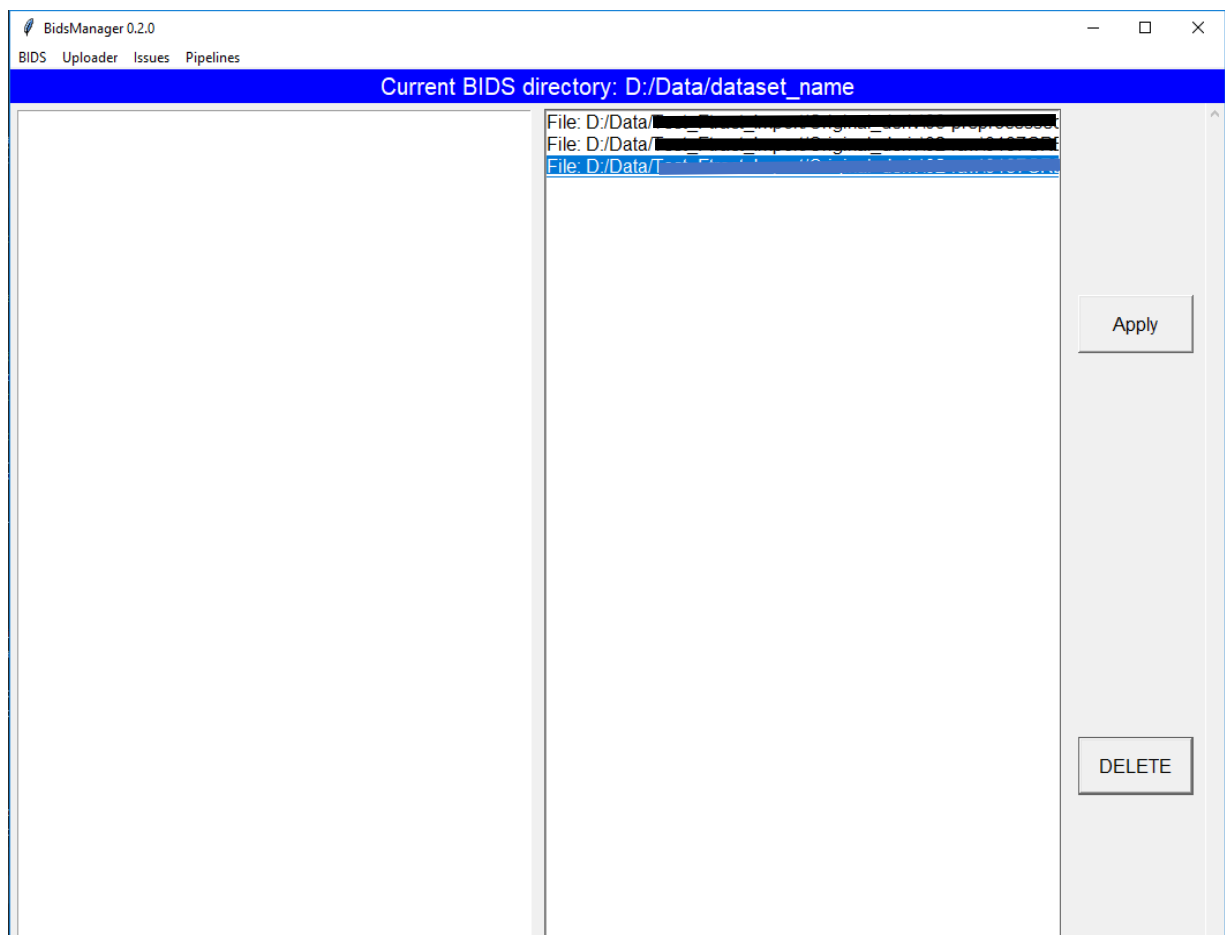 BidsManager 0.2.0
BIDS Uploader Issues Pipelines
Current BIDS directory: D:/Data/dataset_name
File: D:/Data/
File: D:/Data/
File: D:/Data/
Apply
DELETE